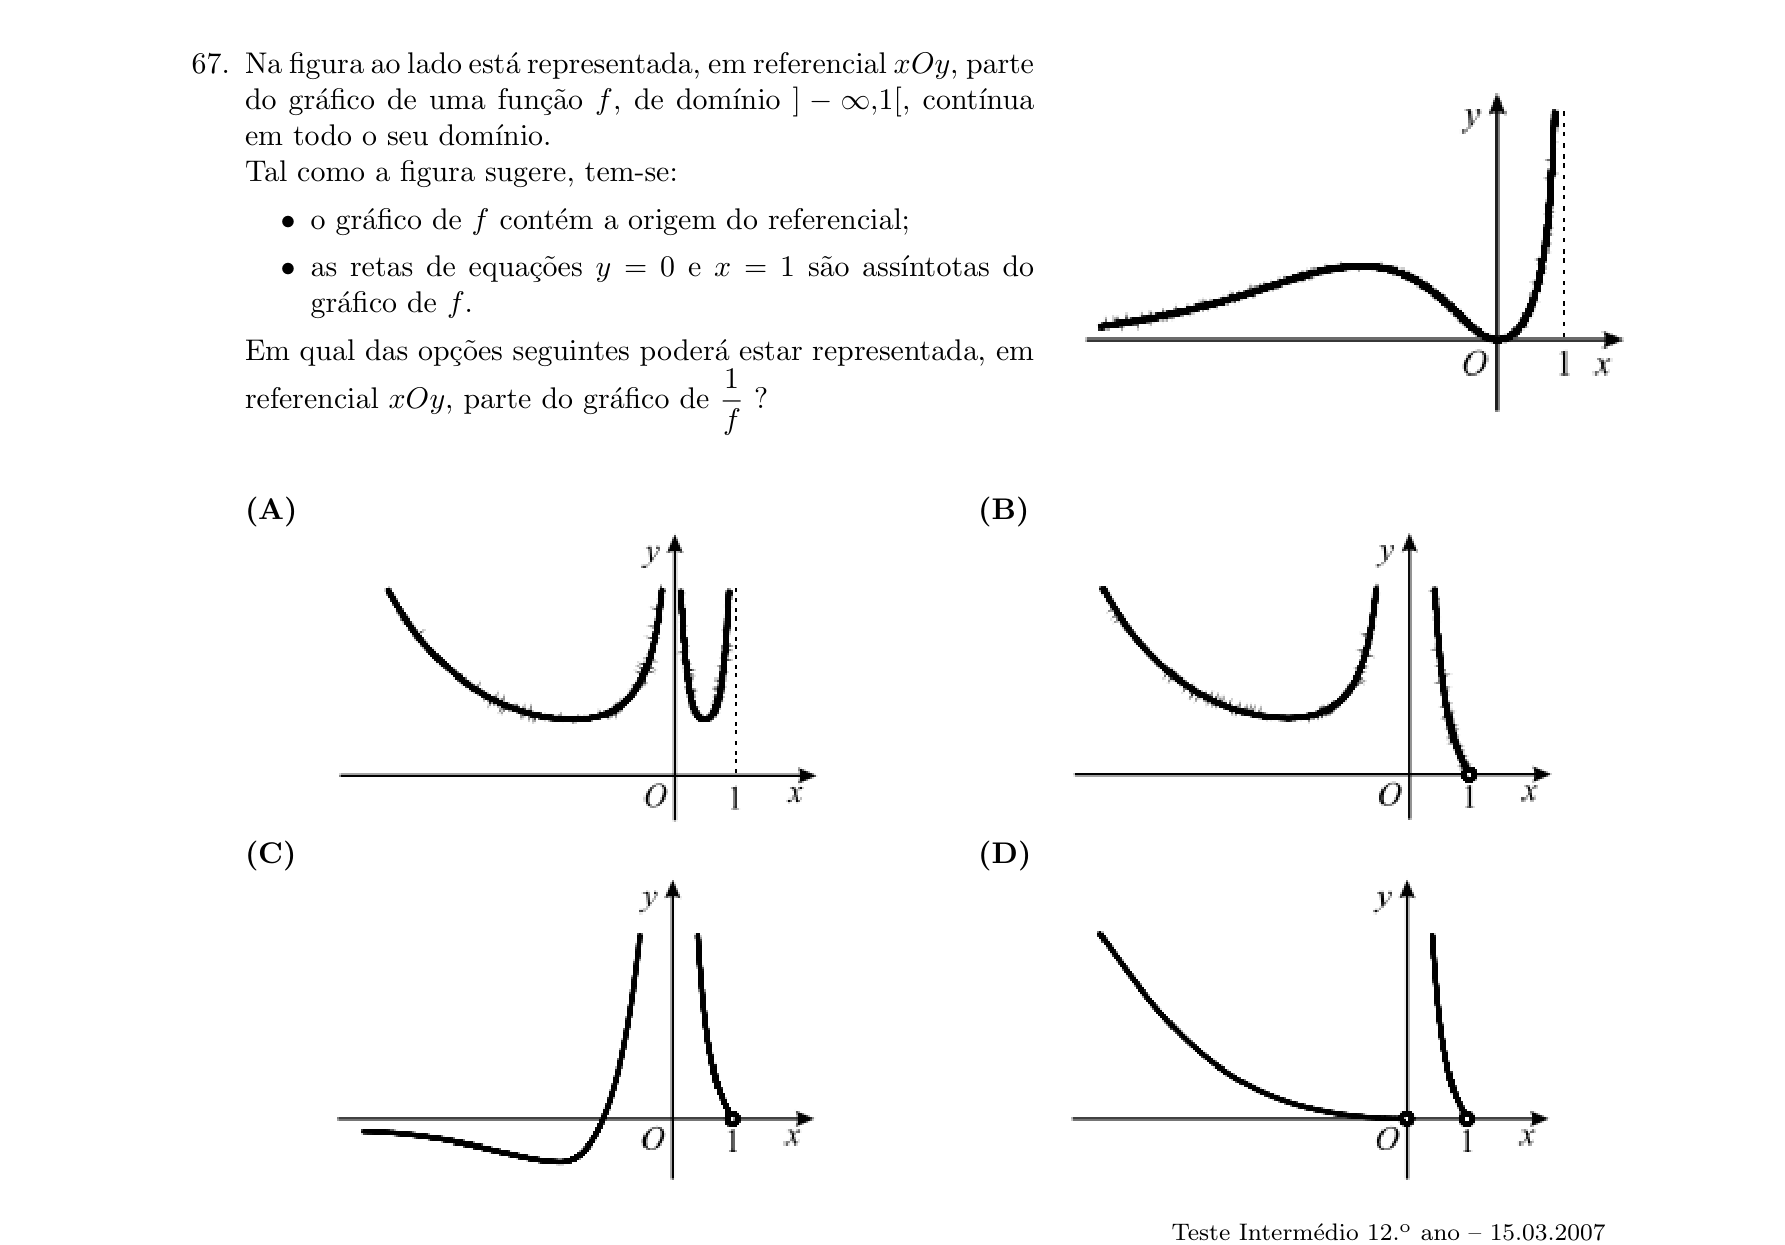 67. Na figura ao lado está representada, em referencial xOy, parte
do gráfico de uma função f, de domínio ] − ∞,1[, contínua
em todo o seu domínio.
Tal como a figura sugere, tem-se:
• o gráfico de f contém a origem do referencial;
• as retas de equações y = 0 e x = 1 são assíntotas do
gráfico de f.
Em qual das opções seguintes poderá estar representada, em
referencial xOy, parte do gráfico de 1/f ?
y
O 1 x
(A)
y
O 1 x
(B)
y
O 1 x
(C)
y
O 1 x
(D)
y
O 1 x
Teste Intermédio 12.º ano – 15.03.2007